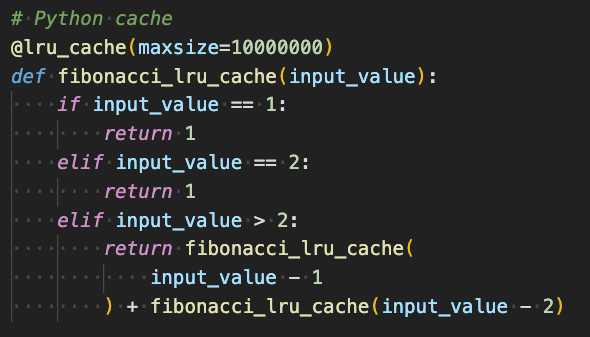 # Python cache
@lru_cache(maxsize=10000000)
def fibonacci_lru_cache(input_value):
    if input_value == 1:
        return 1
    elif input_value == 2:
        return 1
    elif input_value > 2:
        return fibonacci_lru_cache(
            input_value - 1
        ) + fibonacci_lru_cache(input_value - 2)